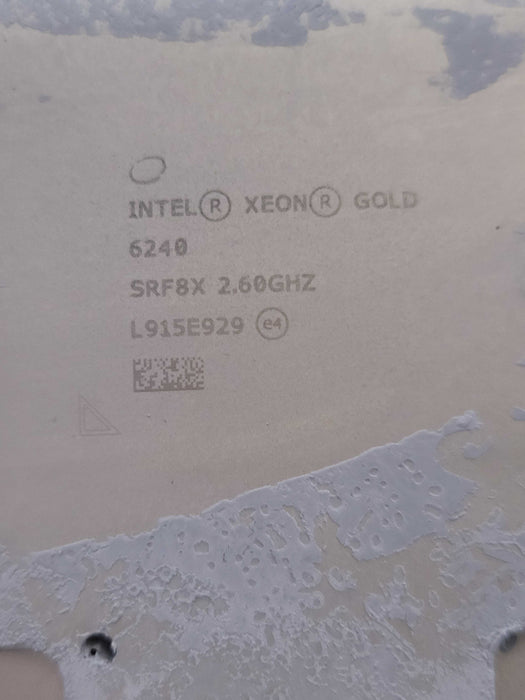 INTEL® XEON® GOLD
6240
SRF8X 2.60GHZ
L915E929 e4